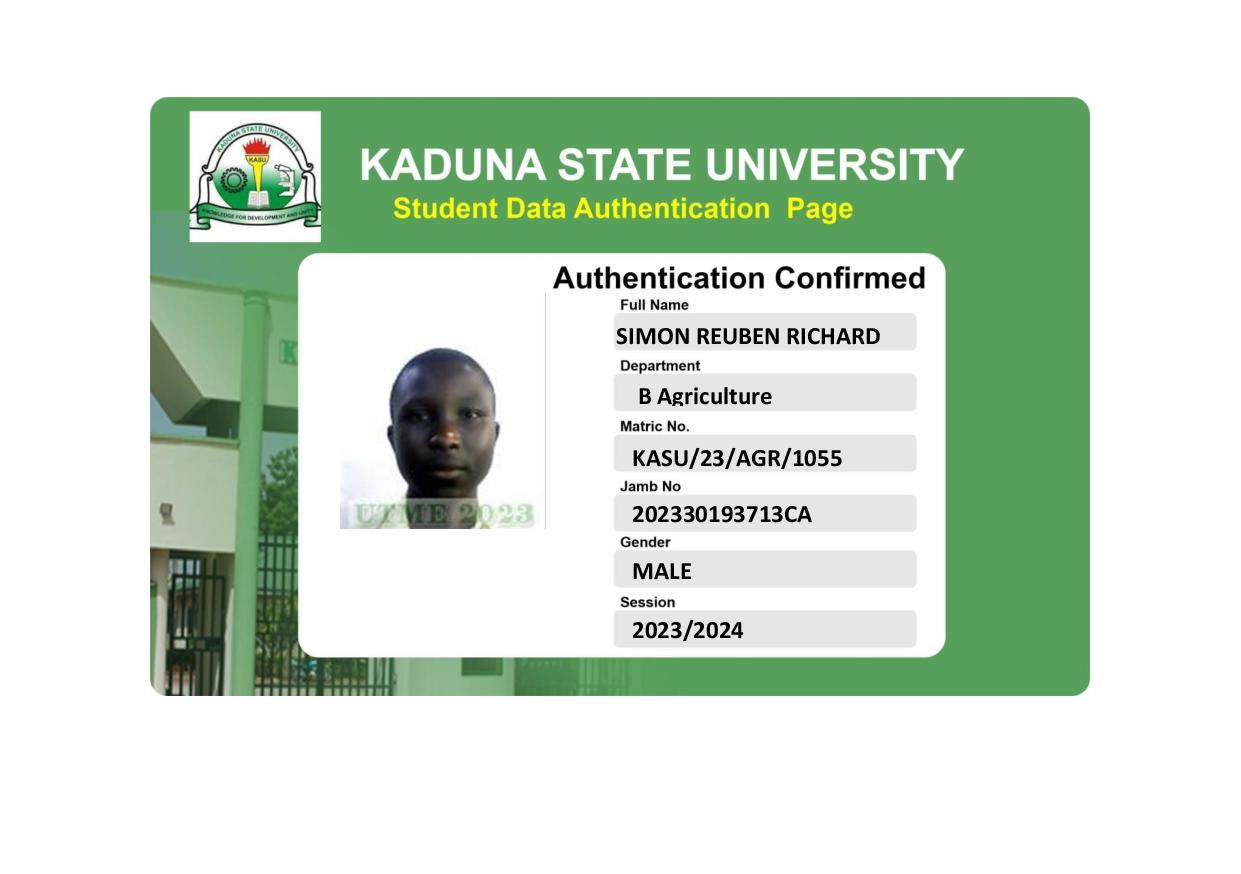 KADUNA STATE UNIVERSITY
KASU
KNOWLEDGE FOR DEVELOPMENT AND UNITY
KADUNA STATE UNIVERSITY
Student Data Authentication Page
Authentication Confirmed
Full Name
SIMON REUBEN RICHARD
Department
B Agriculture
Matric No.
KASU/23/AGR/1055
Jamb No
202330193713CA
Gender
MALE
Session
2023/2024
UTME 2023
K